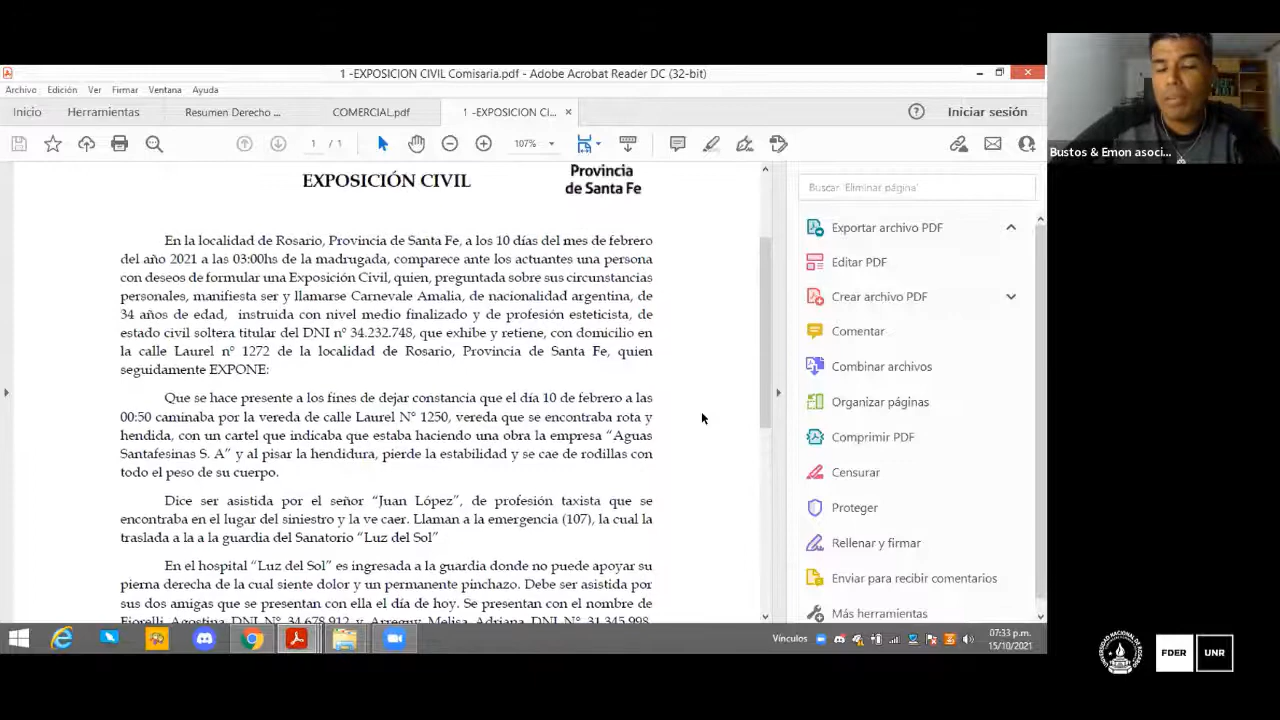 1 -EXPOSICION CIVIL Comisaria.pdf - Adobe Acrobat Reader DC (32-bit)
Archivo Edición Ver Firmar Ventana Ayuda
Inicio Herramientas Resumen Derecho ... COMERCIAL.pdf 1 -EXPOSICION CI... × Iniciar sesión
1 / 1 107%
EXPOSICIÓN CIVIL
Provincia
de Santa Fe
En la localidad de Rosario, Provincia de Santa Fe, a los 10 días del mes de febrero
del año 2021 a las 03:00hs de la madrugada, comparece ante los actuantes una persona
con deseos de formular una Exposición Civil, quien, preguntada sobre sus circunstancias
personales, manifiesta ser y llamarse Carnevale Amalia, de nacionalidad argentina, de
34 años de edad, instruida con nivel medio finalizado y de profesión esteticista, de
estado civil soltera titular del DNI n° 34.232.748, que exhibe y retiene, con domicilio en
la calle Laurel n° 1272 de la localidad de Rosario, Provincia de Santa Fe, quien
seguidamente EXPONE:
Que se hace presente a los fines de dejar constancia que el día 10 de febrero a las
00:50 caminaba por la vereda de calle Laurel N° 1250, vereda que se encontraba rota y
hendida, con un cartel que indicaba que estaba haciendo una obra la empresa “Aguas
Santafesinas S. A” y al pisar la hendidura, pierde la estabilidad y se cae de rodillas con
todo el peso de su cuerpo.
Dice ser asistida por el señor “Juan López”, de profesión taxista que se
encontraba en el lugar del siniestro y la ve caer. Llaman a la emergencia (107), la cual la
traslada a la a la guardia del Sanatorio “Luz del Sol”
En el hospital “Luz del Sol” es ingresada a la guardia donde no puede apoyar su
pierna derecha de la cual siente dolor y un permanente pinchazo. Debe ser asistida por
sus dos amigas que se presentan con ella el día de hoy. Se presentan con el nombre de
Fiorelli Agostina DNI N° 34.678.912 y Arreguy Melisa Adriana DNI N° 31.345.998
Buscar 'Eliminar página'
Exportar archivo PDF
Editar PDF
Crear archivo PDF
Comentar
Combinar archivos
Organizar páginas
Comprimir PDF
Censurar
Proteger
Rellenar y firmar
Enviar para recibir comentarios
Más herramientas
Bustos & Emon asoci...
Vínculos
07:33 p.m.
15/10/2021
FDER UNR